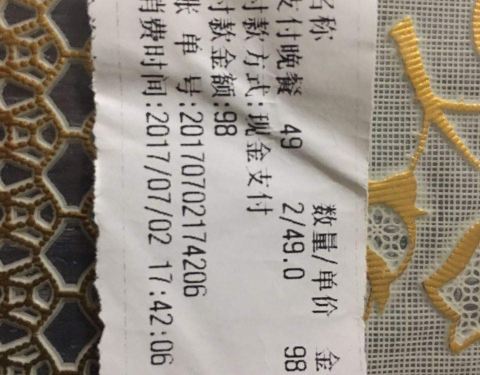 名称 数量/单价 金
支付晚餐 49 2/49.0 98
付款方式:现金支付
付款金额:98
账 单 号:20170702174206
消费时间:2017/07/02 17:42:06